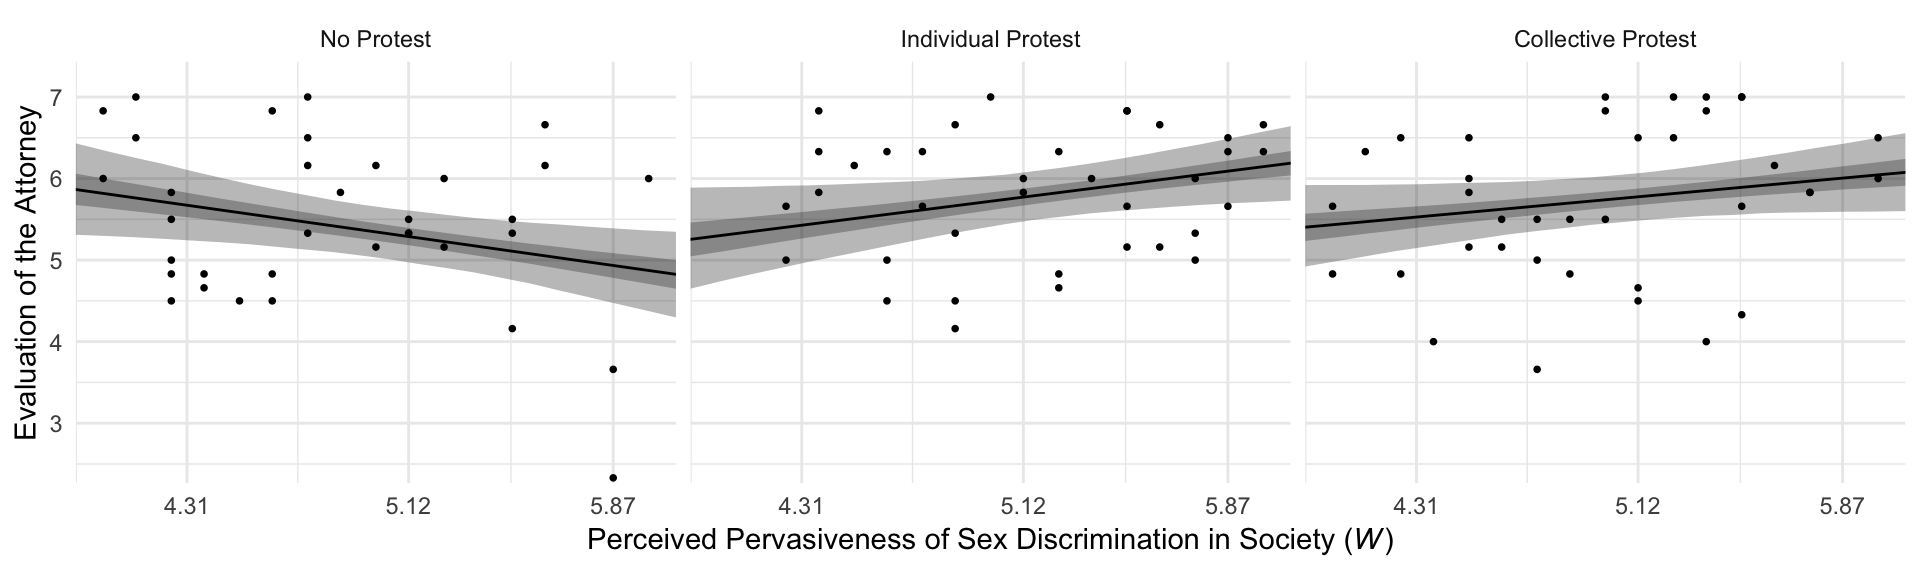 No Protest Individual Protest Collective Protest
Evaluation of the Attorney
7
6
5
4
3
4.31 5.12 5.87 4.31 5.12 5.87 4.31 5.12 5.87
Perceived Pervasiveness of Sex Discrimination in Society (W)